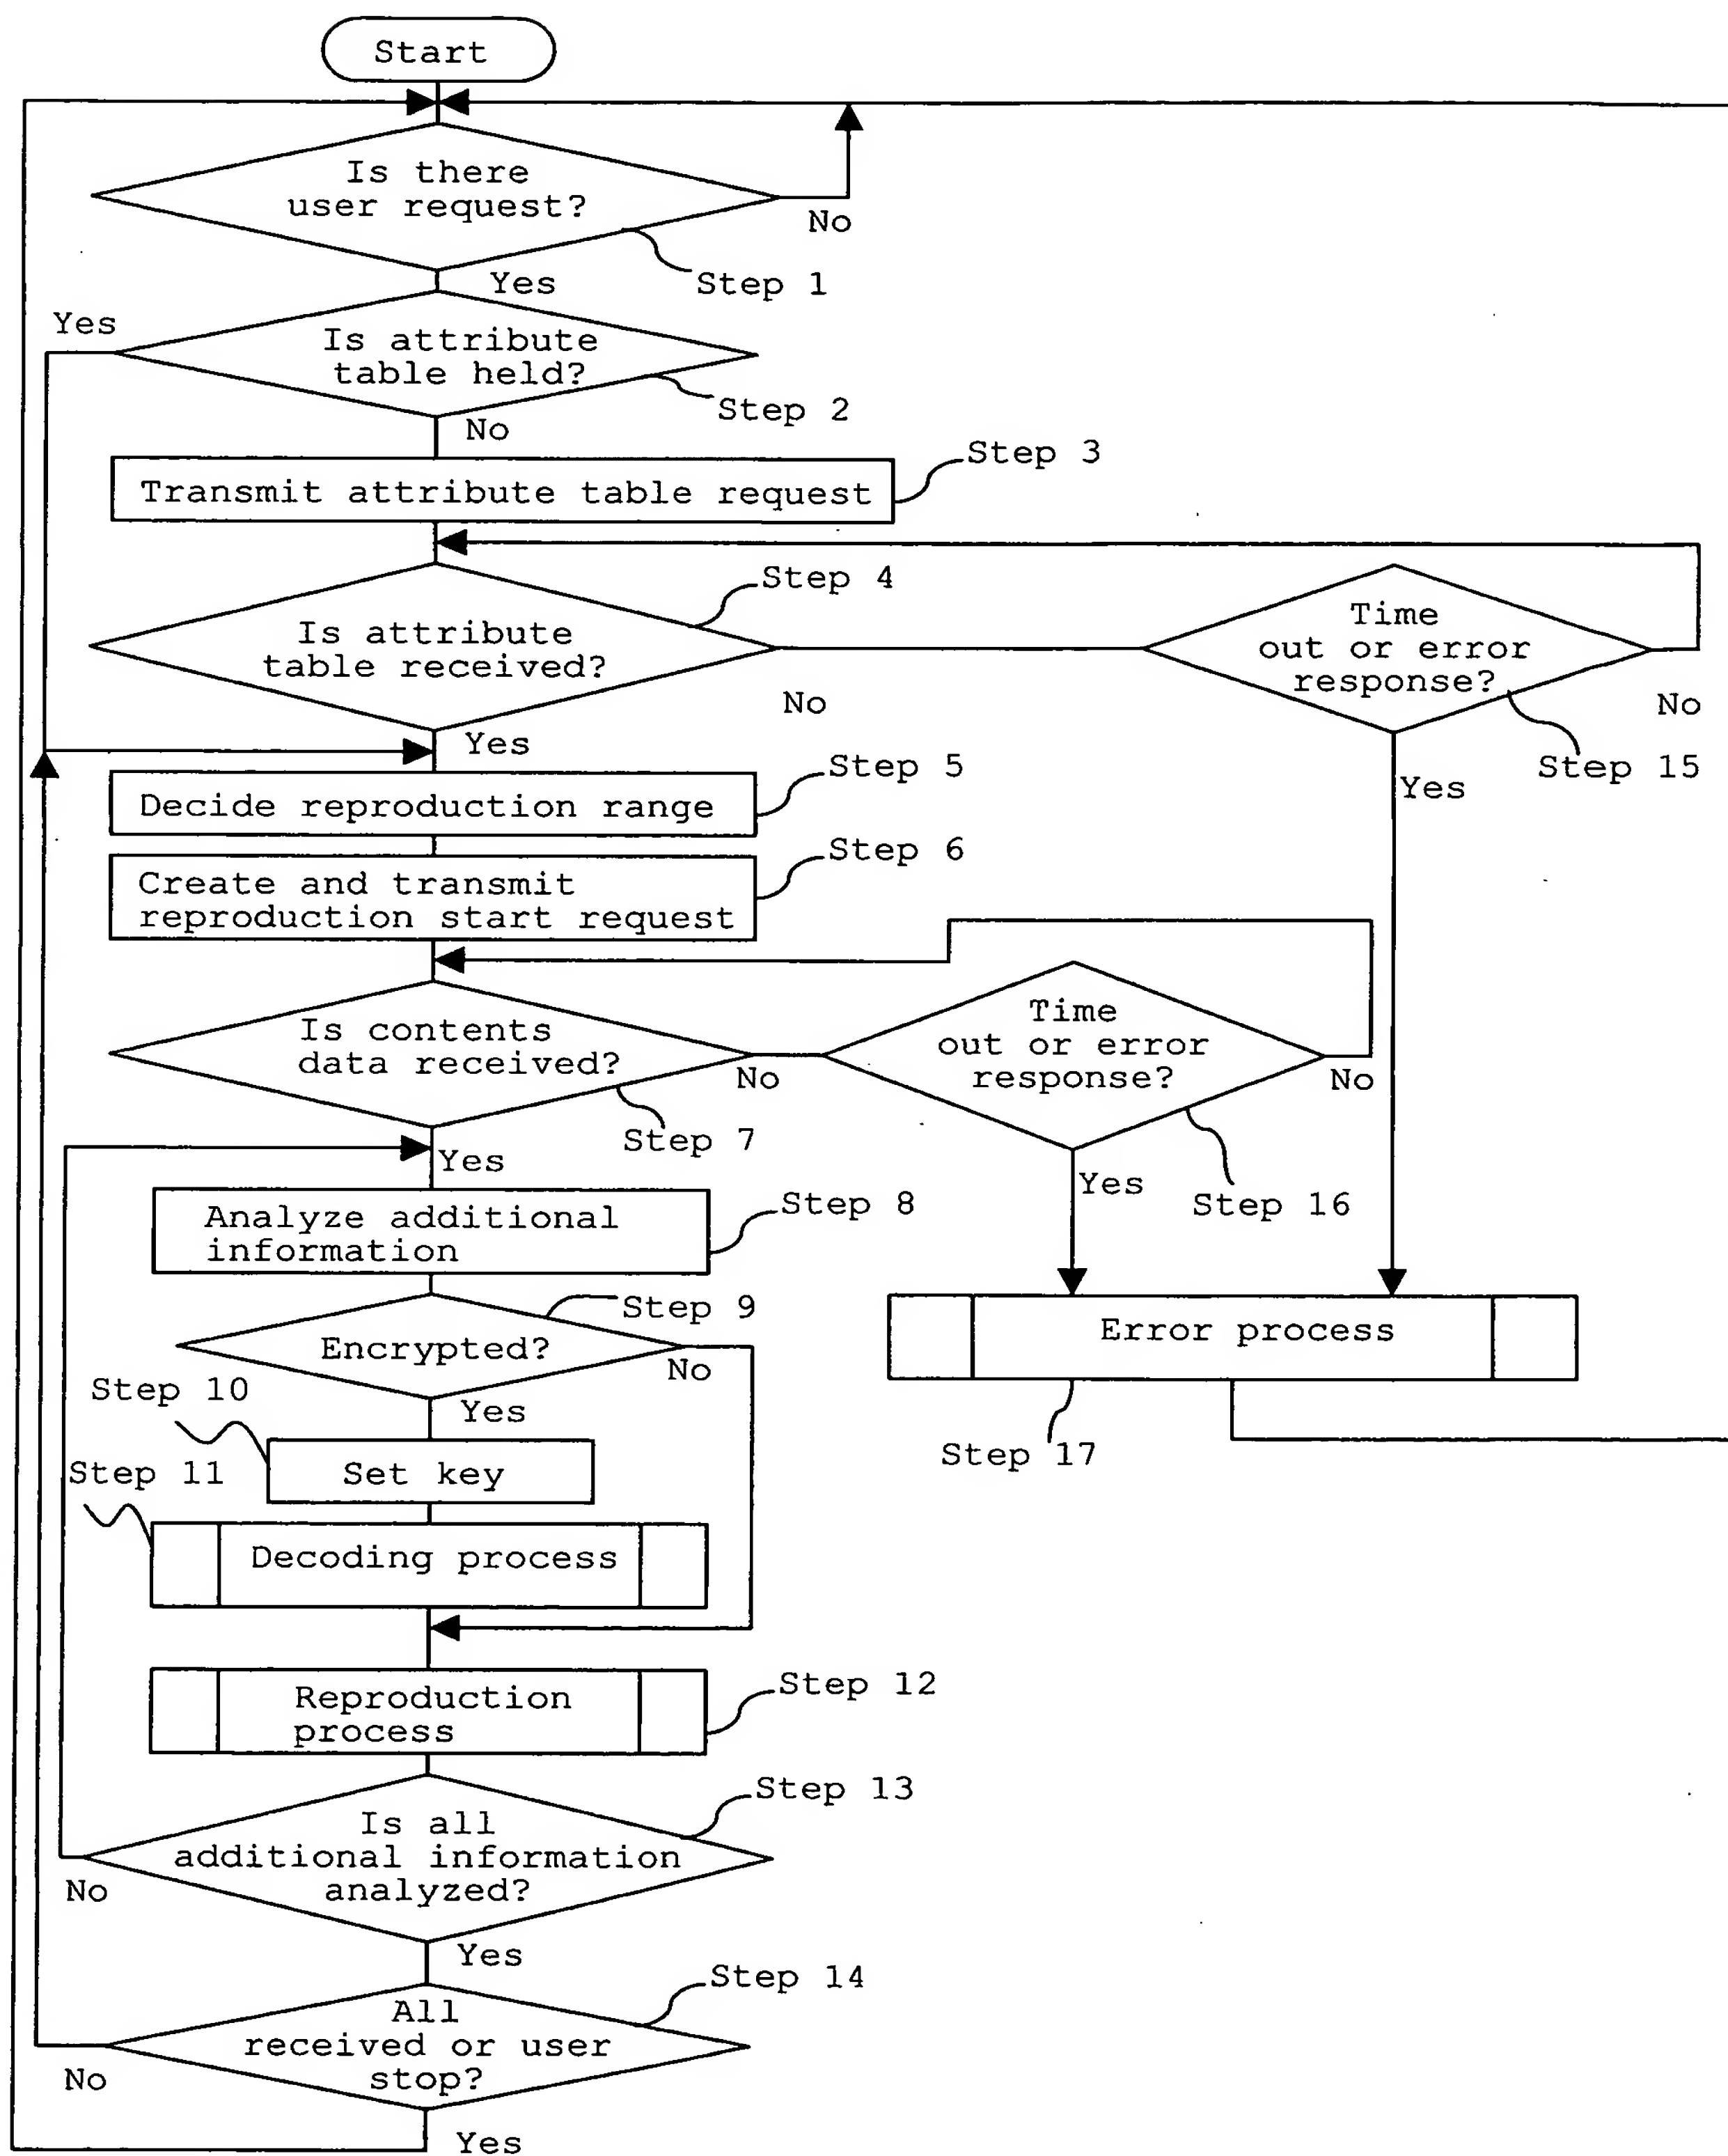 Start
Is there
user request?
No
Step 1
Yes
Yes
Is attribute
table held?
Step 2
No
Step 3
Transmit attribute table request
Step 4
Is attribute
table received?
No
Time
out or error
response?
No
Step 15
Yes
Yes
Step 5
Decide reproduction range
Step 6
Create and transmit
reproduction start request
Is contents
data received?
No
Step 7
Time
out or error
response?
No
Step 16
Yes
Yes
Step 8
Analyze additional
information
Step 9
Encrypted?
No
Error process
Step 17
Step 10
Yes
Set key
Step 11
Decoding process
Step 12
Reproduction
process
Step 13
Is all
additional information
analyzed?
No
Yes
Step 14
All
received or user
stop?
No
Yes